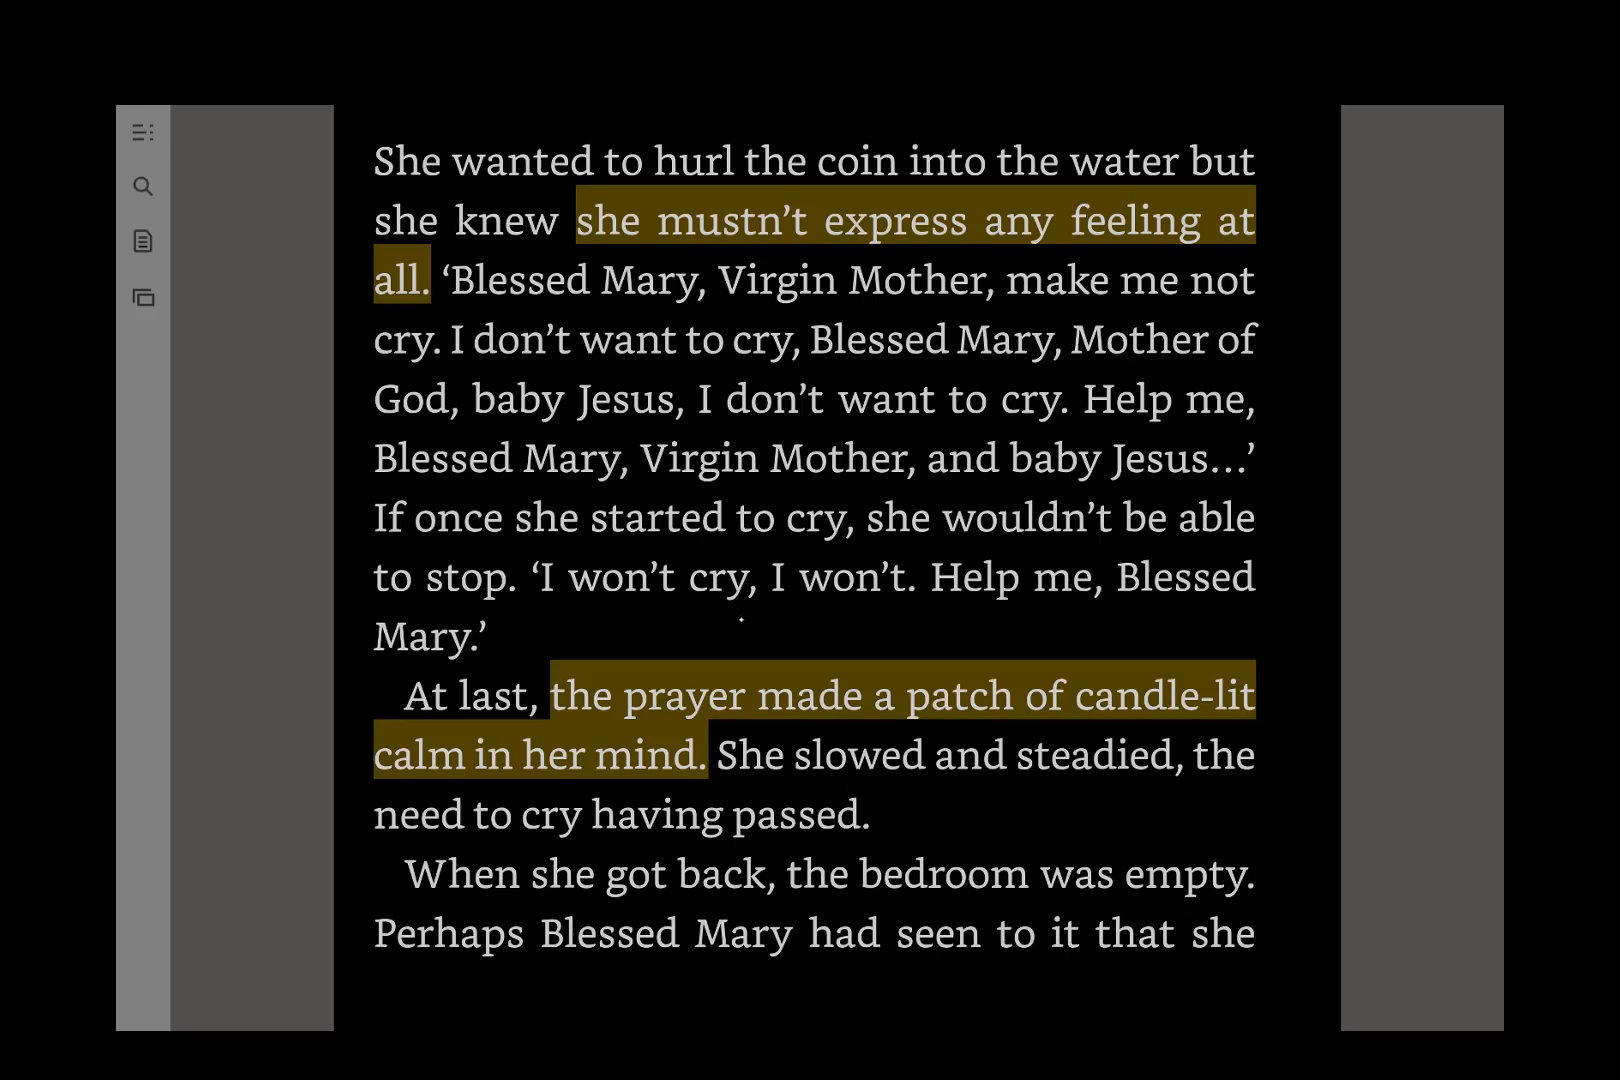 She wanted to hurl the coin into the water but
she knew she mustn’t express any feeling at
all. ‘Blessed Mary, Virgin Mother, make me not
cry. I don’t want to cry, Blessed Mary, Mother of
God, baby Jesus, I don’t want to cry. Help me,
Blessed Mary, Virgin Mother, and baby Jesus…’
If once she started to cry, she wouldn’t be able
to stop. ‘I won’t cry, I won’t. Help me, Blessed
Mary.’
At last, the prayer made a patch of candle-lit
calm in her mind. She slowed and steadied, the
need to cry having passed.
When she got back, the bedroom was empty.
Perhaps Blessed Mary had seen to it that she